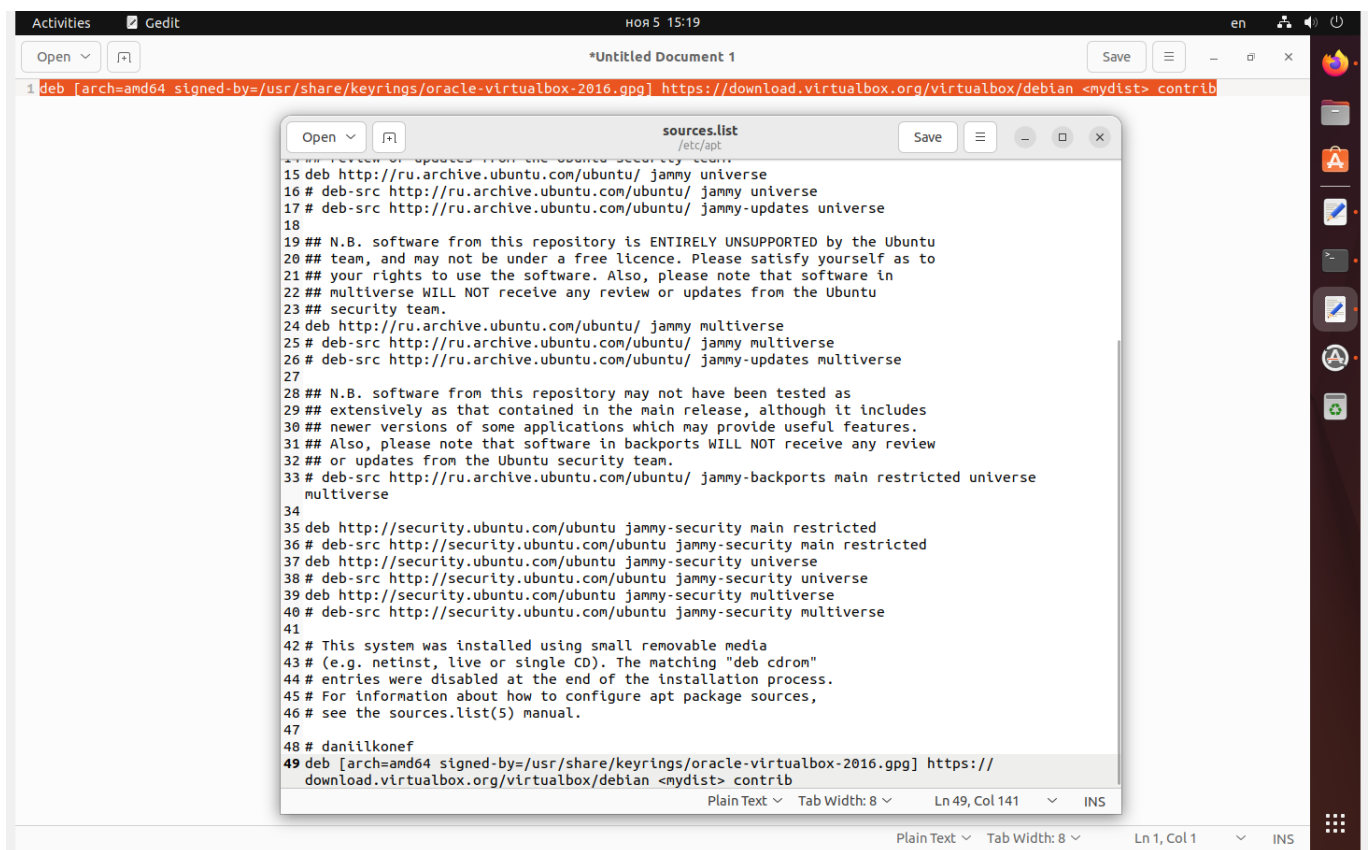 Activities Gedit ноя 5 15:19 en
Open *Untitled Document 1 Save
1 deb [arch=amd64 signed-by=/usr/share/keyrings/oracle-virtualbox-2016.gpg] https://download.virtualbox.org/virtualbox/debian <mydist> contrib
Open sources.list Save
/etc/apt
14 ## review or updates from the Ubuntu security team.
15 deb http://ru.archive.ubuntu.com/ubuntu/ jammy universe
16 # deb-src http://ru.archive.ubuntu.com/ubuntu/ jammy universe
17 # deb-src http://ru.archive.ubuntu.com/ubuntu/ jammy-updates universe
18
19 ## N.B. software from this repository is ENTIRELY UNSUPPORTED by the Ubuntu
20 ## team, and may not be under a free licence. Please satisfy yourself as to
21 ## your rights to use the software. Also, please note that software in
22 ## multiverse WILL NOT receive any review or updates from the Ubuntu
23 ## security team.
24 deb http://ru.archive.ubuntu.com/ubuntu/ jammy multiverse
25 # deb-src http://ru.archive.ubuntu.com/ubuntu/ jammy multiverse
26 # deb-src http://ru.archive.ubuntu.com/ubuntu/ jammy-updates multiverse
27
28 ## N.B. software from this repository may not have been tested as
29 ## extensively as that contained in the main release, although it includes
30 ## newer versions of some applications which may provide useful features.
31 ## Also, please note that software in backports WILL NOT receive any review
32 ## or updates from the Ubuntu security team.
33 # deb-src http://ru.archive.ubuntu.com/ubuntu/ jammy-backports main restricted universe
multiverse
34
35 deb http://security.ubuntu.com/ubuntu jammy-security main restricted
36 # deb-src http://security.ubuntu.com/ubuntu jammy-security main restricted
37 deb http://security.ubuntu.com/ubuntu jammy-security universe
38 # deb-src http://security.ubuntu.com/ubuntu jammy-security universe
39 deb http://security.ubuntu.com/ubuntu jammy-security multiverse
40 # deb-src http://security.ubuntu.com/ubuntu jammy-security multiverse
41
42 # This system was installed using small removable media
43 # (e.g. netinst, live or single CD). The matching "deb cdrom"
44 # entries were disabled at the end of the installation process.
45 # For information about how to configure apt package sources,
46 # see the sources.list(5) manual.
47
48 # daniilkonef
49 deb [arch=amd64 signed-by=/usr/share/keyrings/oracle-virtualbox-2016.gpg] https://
download.virtualbox.org/virtualbox/debian <mydist> contrib
Plain Text Tab Width: 8 Ln 49, Col 141 INS
Plain Text Tab Width: 8 Ln 1, Col 1 INS